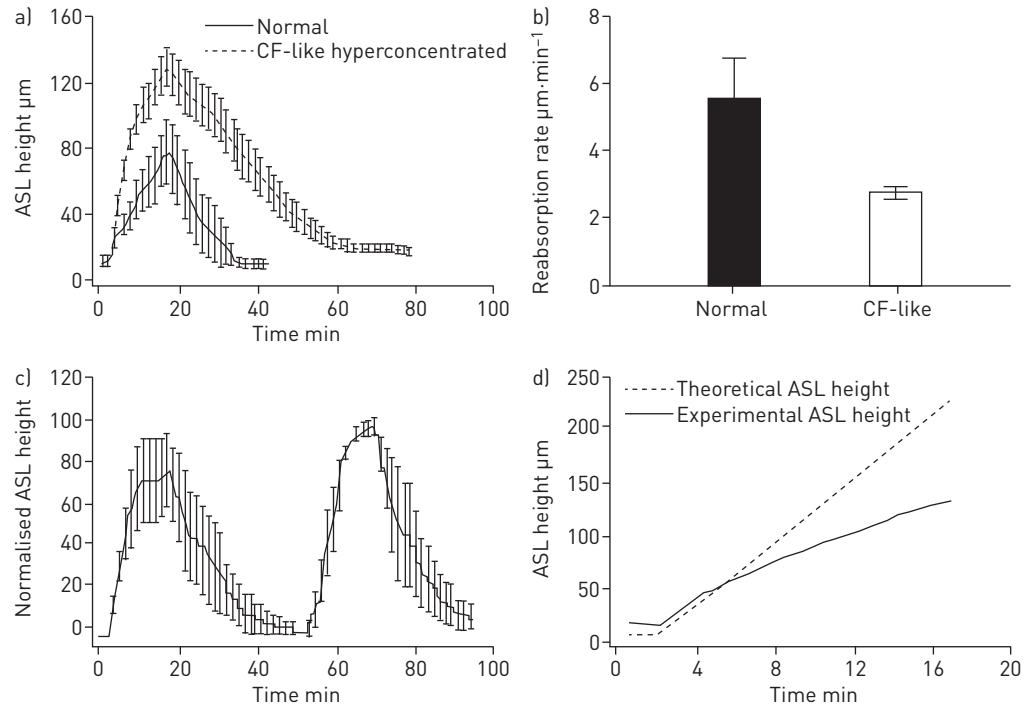 a)
160
120
80
40
0
ASL height µm
Normal
CF-like hyperconcentrated
0 20 40 60 80 100
Time min
b)
8
6
4
2
0
Reabsorption rate µm·min⁻¹
Normal CF-like
c)
120
100
80
60
40
20
0
Normalised ASL height
0 20 40 60 80 100
Time min
d)
250
200
150
100
50
0
ASL height µm
Theoretical ASL height
Experimental ASL height
0 4 8 12 16 20
Time min